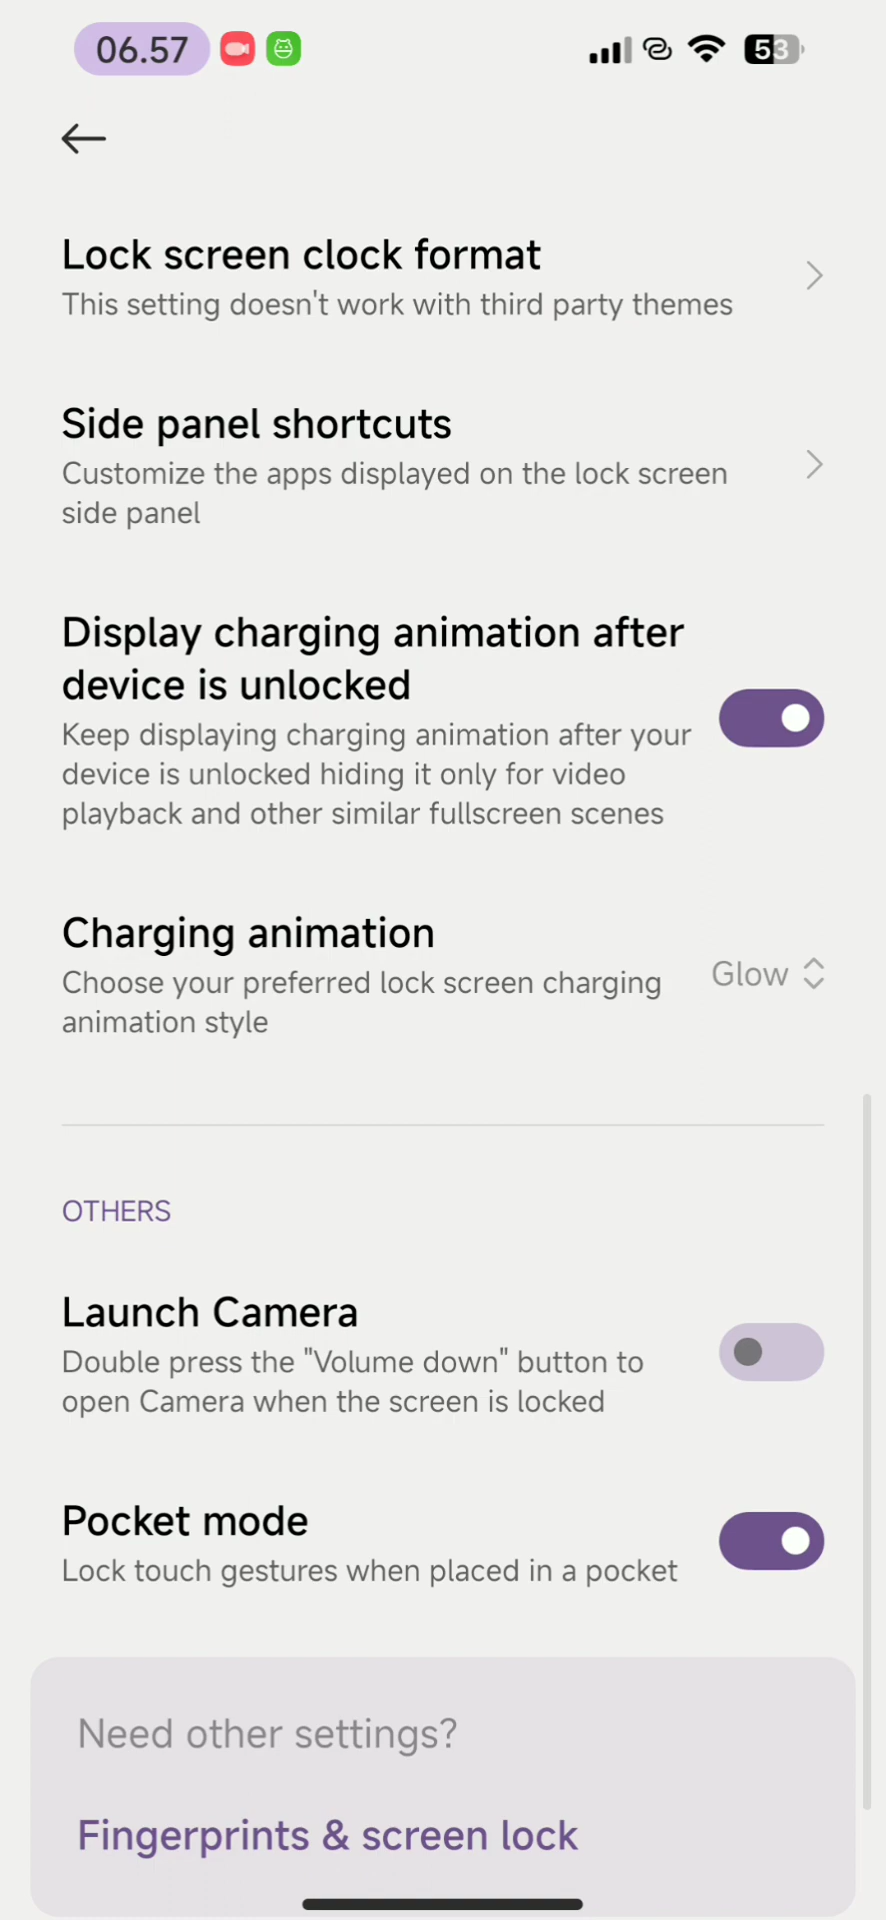 06.57
53
Lock screen clock format
This setting doesn't work with third party themes
Side panel shortcuts
Customize the apps displayed on the lock screen
side panel
Display charging animation after
device is unlocked
Keep displaying charging animation after your
device is unlocked hiding it only for video
playback and other similar fullscreen scenes
Charging animation
Choose your preferred lock screen charging
animation style
Glow
OTHERS
Launch Camera
Double press the "Volume down" button to
open Camera when the screen is locked
Pocket mode
Lock touch gestures when placed in a pocket
Need other settings?
Fingerprints & screen lock